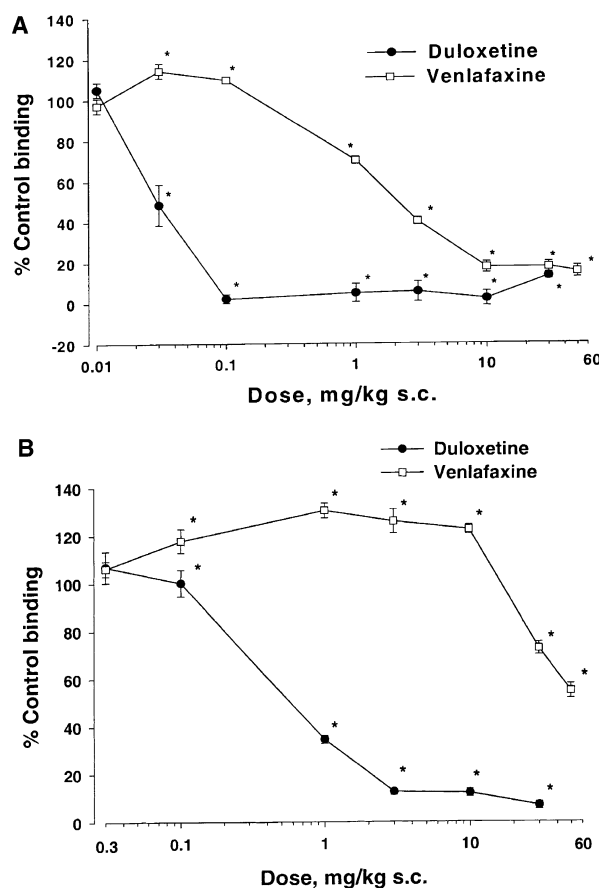 A
Duloxetine
Venlafaxine
% Control binding
140
120
100
80
60
40
20
0
-20
* * * * * * * * * * * * *
0.01 0.1 1 10 60
Dose, mg/kg s.c.
B
Duloxetine
Venlafaxine
% Control binding
140
120
100
80
60
40
20
0
* * * * * * * * * * *
0.3 0.1 1 10 60
Dose, mg/kg s.c.